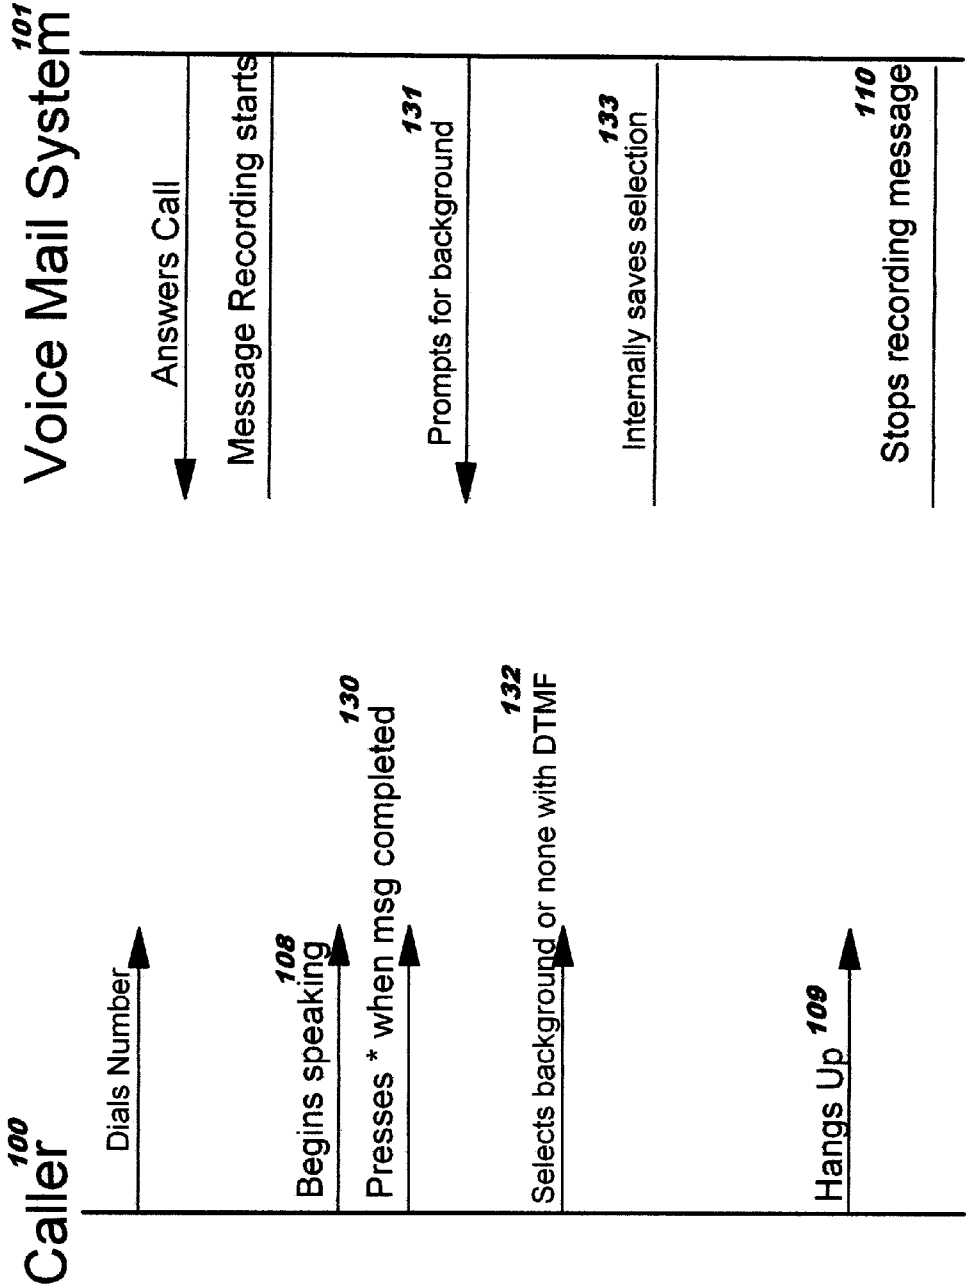 Caller 100
Voice Mail System 101
Dials Number
Answers Call
Message Recording starts
108
Begins speaking
130
Presses * when msg completed
131
Prompts for background
132
Selects background or none with DTMF
133
Internally saves selection
Hangs Up 109
110
Stops recording message